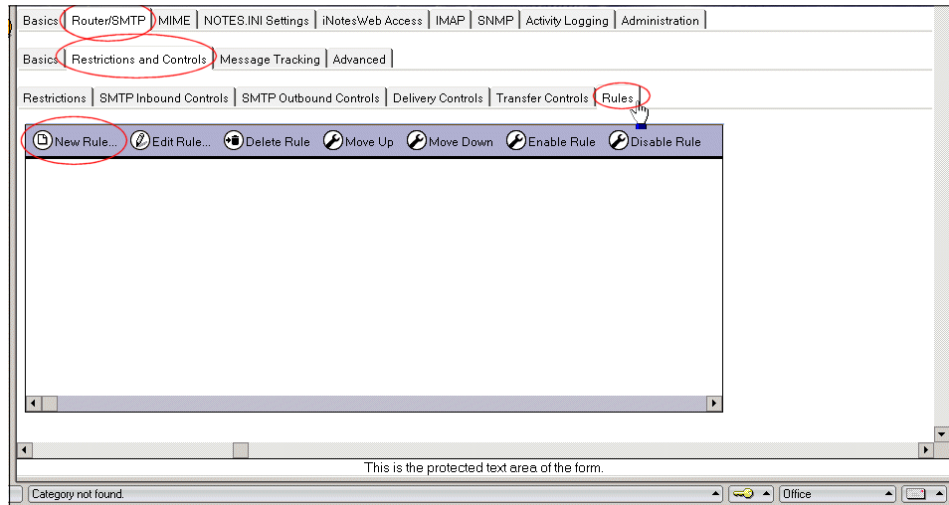 Basics Router/SMTP MIME NOTES.INI Settings iNotesWeb Access IMAP SNMP Activity Logging Administration
Basics Restrictions and Controls Message Tracking Advanced
Restrictions SMTP Inbound Controls SMTP Outbound Controls Delivery Controls Transfer Controls Rules
New Rule... Edit Rule... Delete Rule Move Up Move Down Enable Rule Disable Rule
This is the protected text area of the form.
Category not found. Office